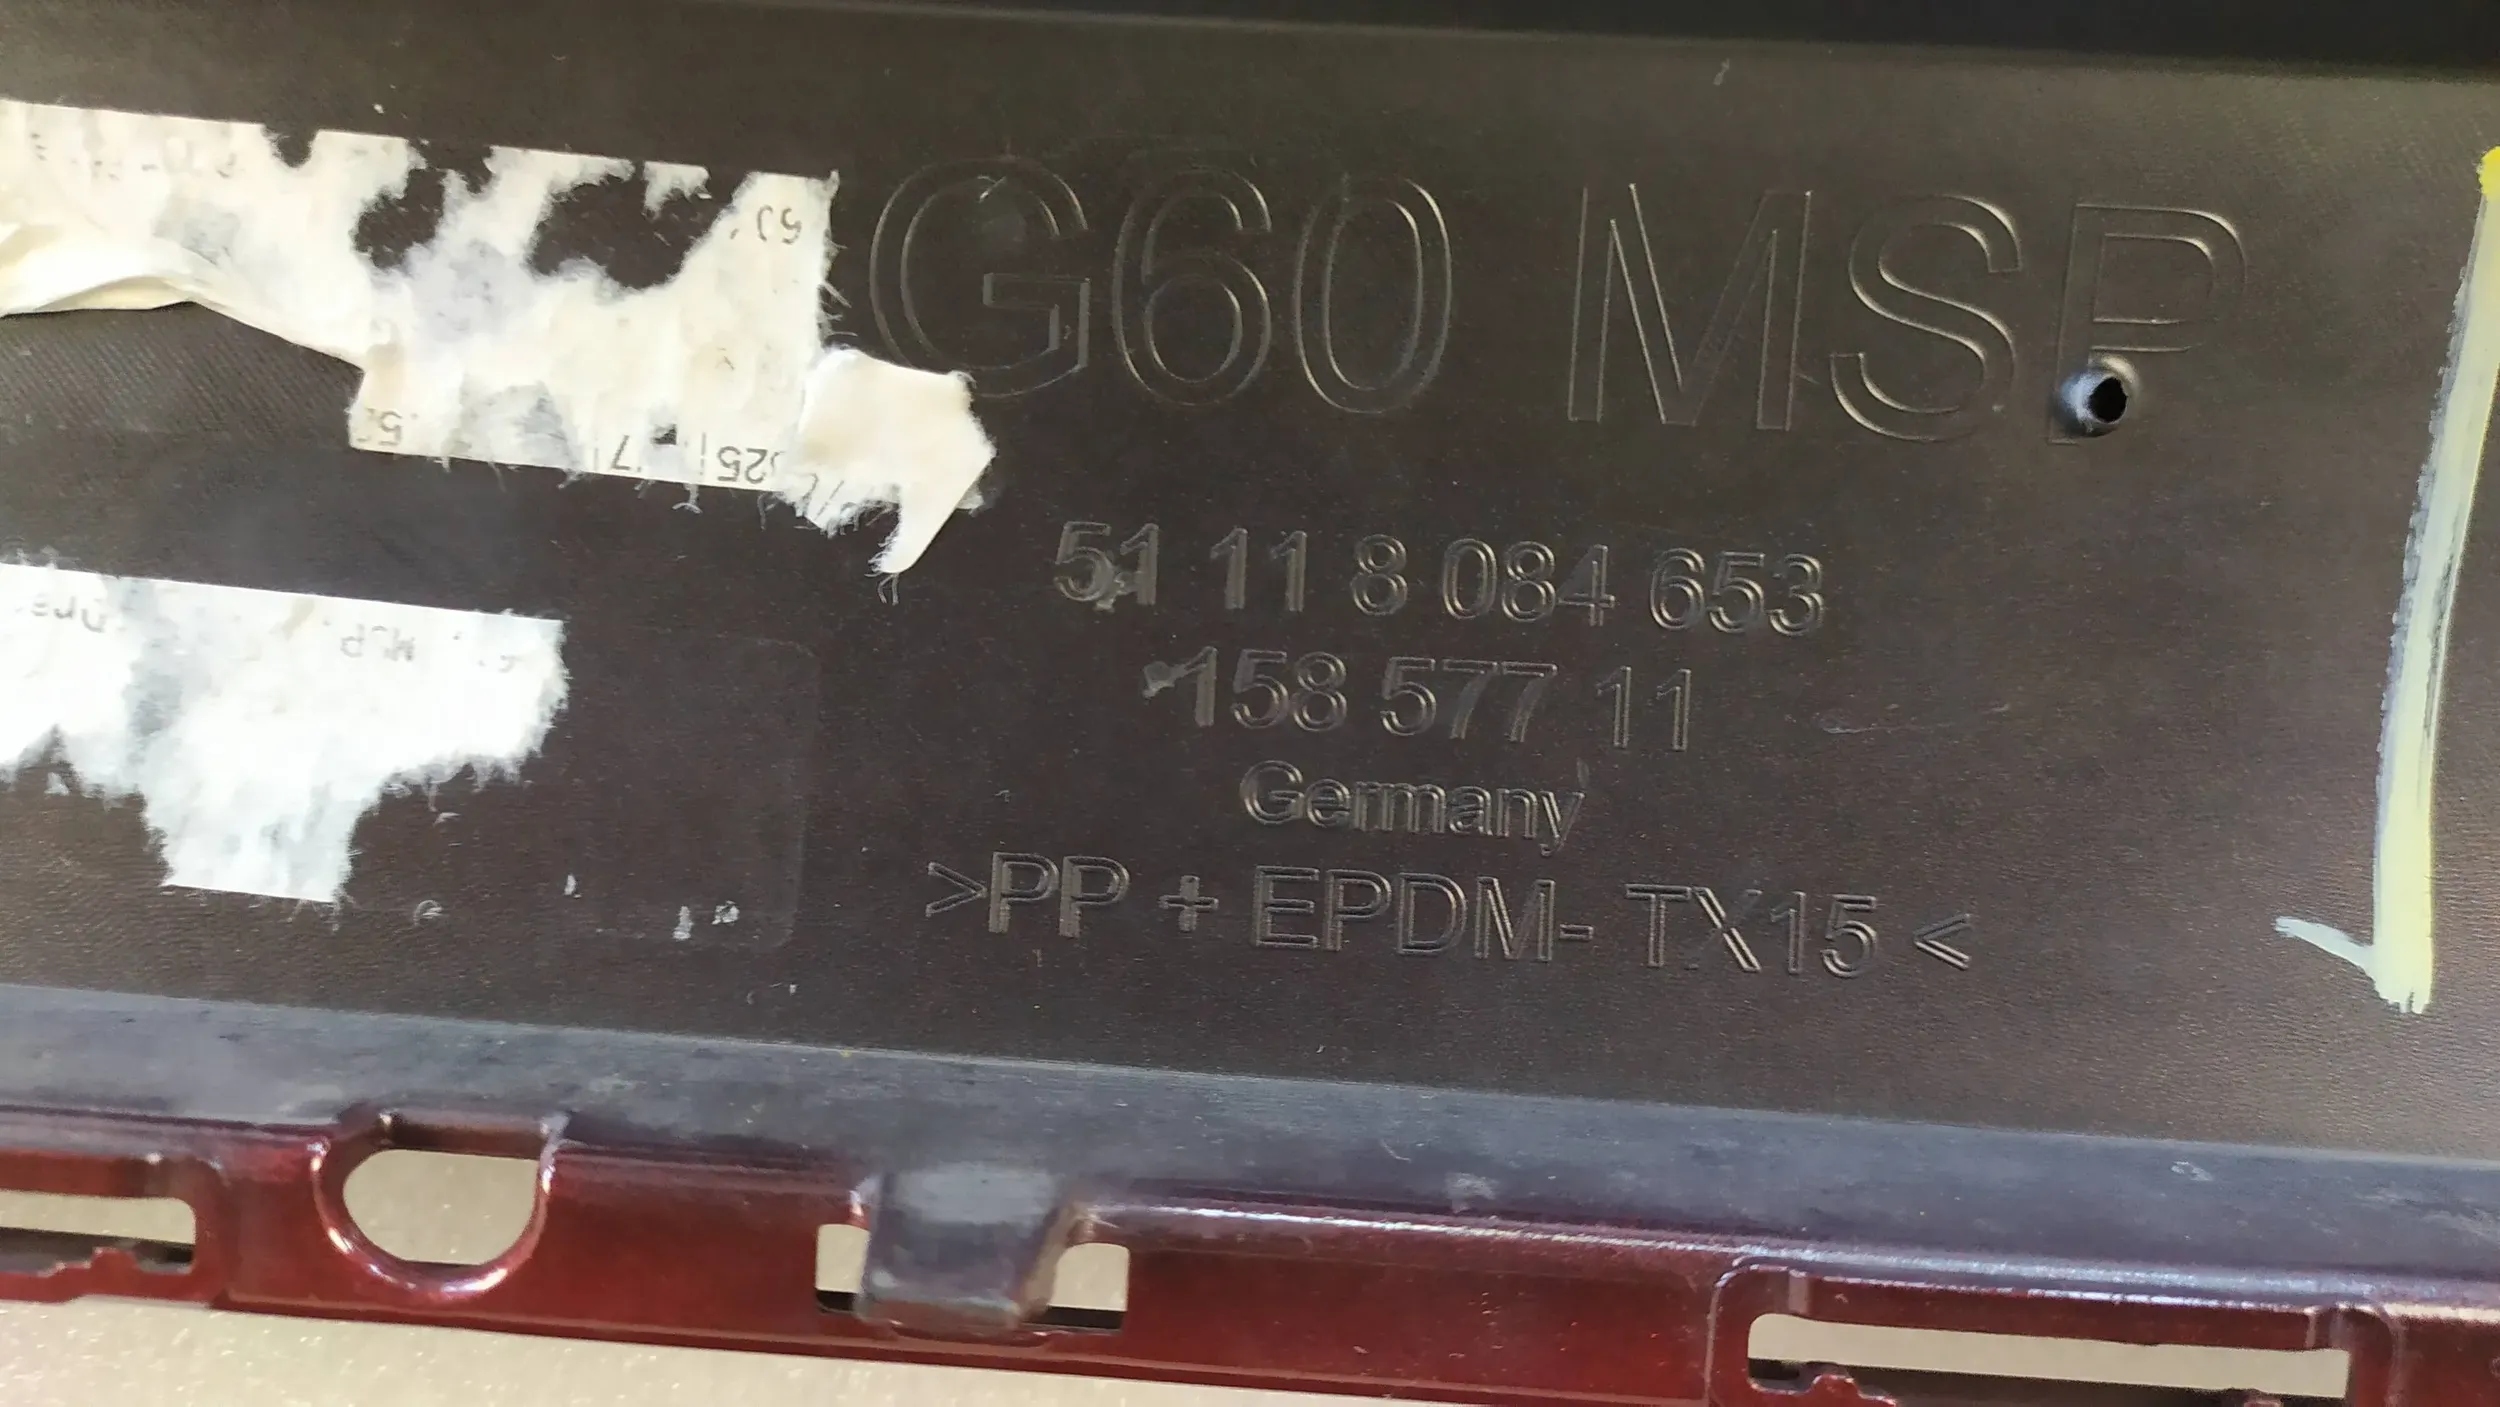 G60 MSP
51 11 8 084 653
158 577 11
Germany
>PP + EPDM- TX15 <